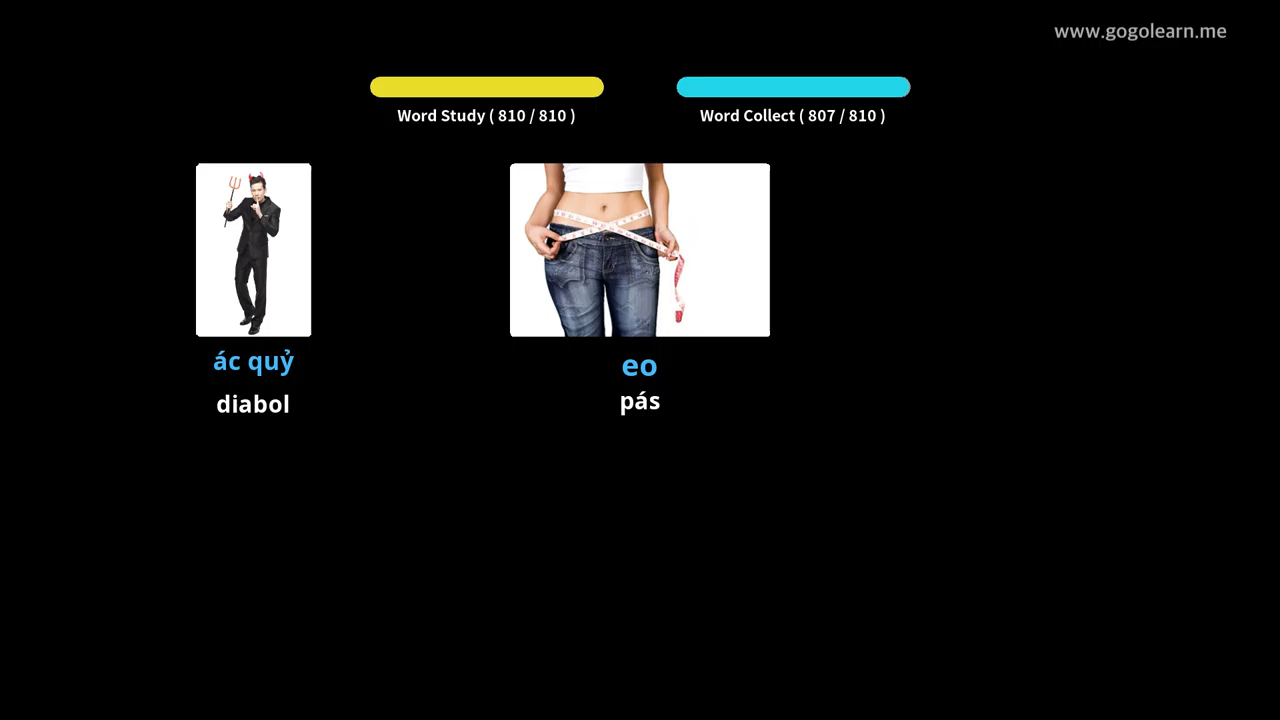 www.gogolearn.me
Word Study ( 810 / 810 )
Word Collect ( 807 / 810 )
ác quỷ
diabol
eo
pás